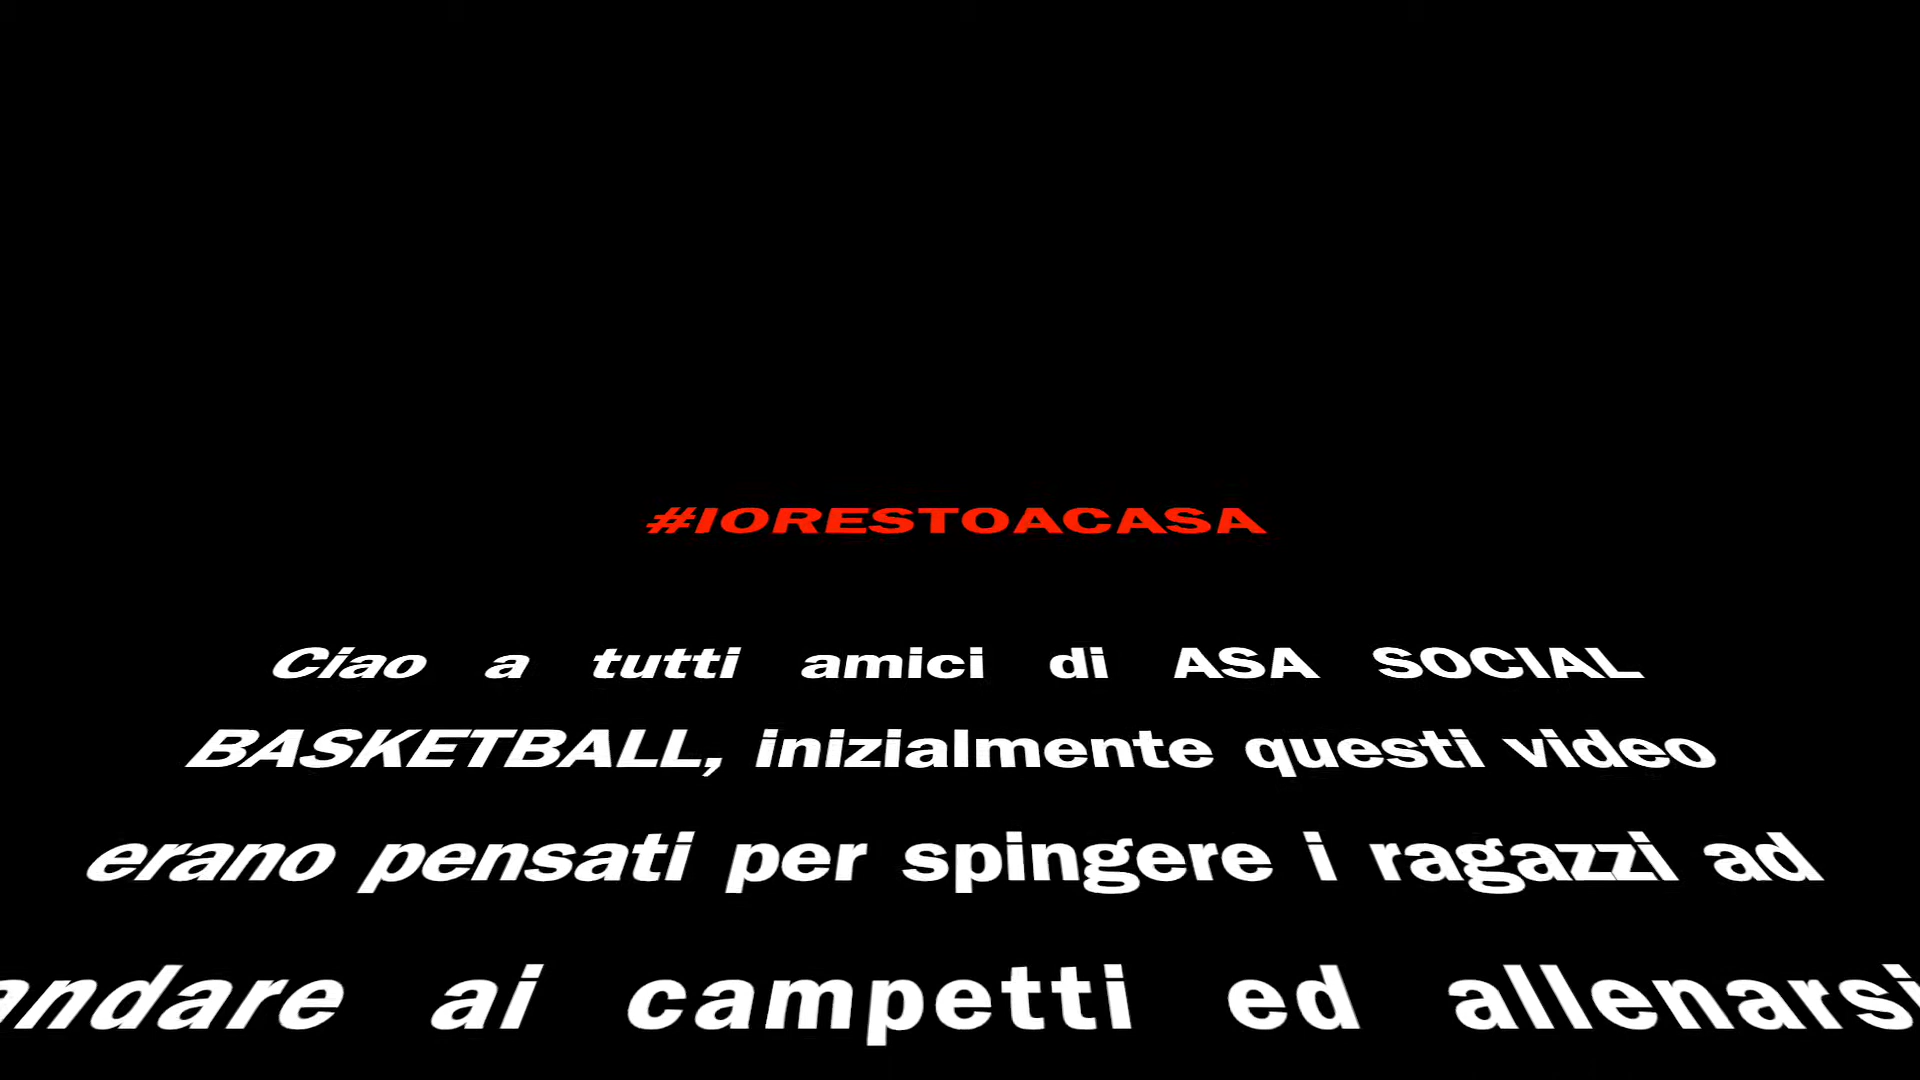 #IORESTOACASA
Ciao a tutti amici di ASA SOCIAL
BASKETBALL, inizialmente questi video
erano pensati per spingere i ragazzi ad
andare ai campetti ed allenarsi